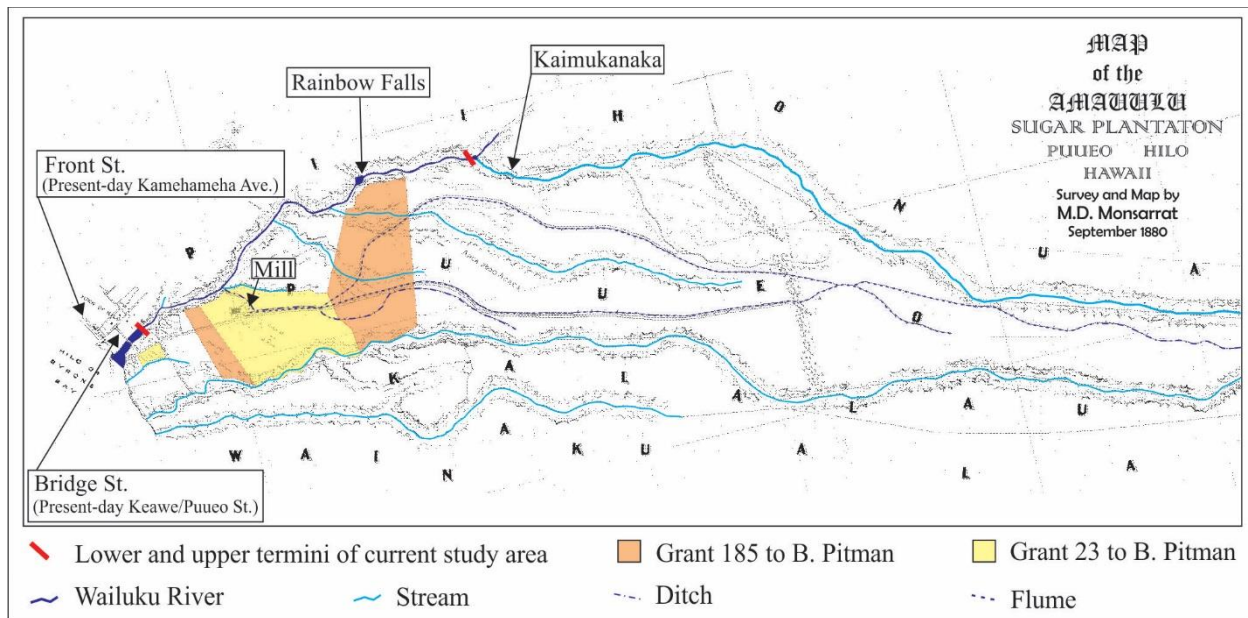 MAP
of the
AMAUULU
SUGAR PLANTATON
PUUEO HILO
HAWAII
Survey and Map by
M.D. Monsarrat
September 1880
Kaimukanaka
Rainbow Falls
Front St.
(Present-day Kamehameha Ave.)
Mill
Bridge St.
(Present-day Keawe/Puueo St.)
P I I H O N U A
P U U E O
K A L A L A U
W A I N A K U A L A
HILO
BYRONS
BAY
Lower and upper termini of current study area
Grant 185 to B. Pitman
Grant 23 to B. Pitman
Wailuku River
Stream
Ditch
Flume